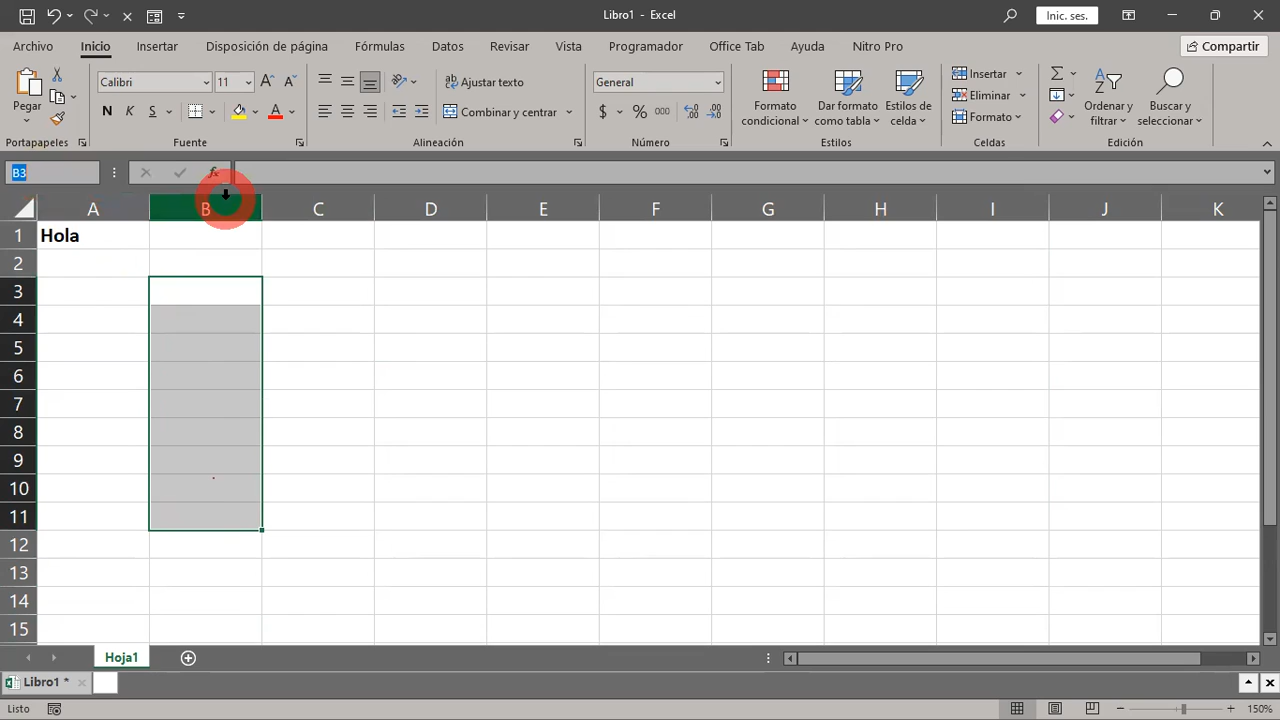 Libro1 - Excel
Inic. ses.
Archivo Inicio Insertar Disposición de página Fórmulas Datos Revisar Vista Programador Office Tab Ayuda Nitro Pro
Compartir
Pegar
Calibri 11
N K S
Ajustar texto
Combinar y centrar
General
$ % 000
Formato condicional
Dar formato como tabla
Estilos de celda
Insertar
Eliminar
Formato
Ordenar y filtrar
Buscar y seleccionar
Portapapeles Fuente Alineación Número Estilos Celdas Edición
B3 fx
A B C D E F G H I J K
1 Hola
2
3
4
5
6
7
8
9
10
11
12
13
14
15
Hoja1
Libro1 *
Listo
150%